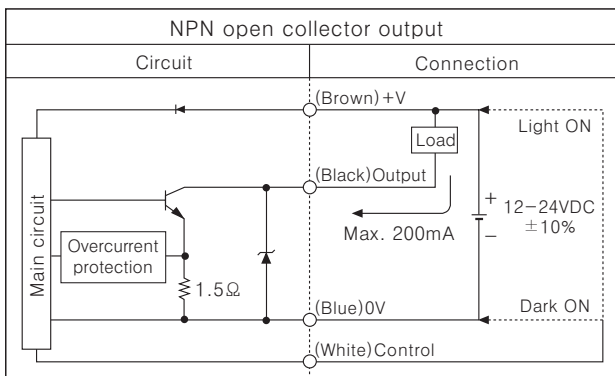 NPN open collector output
Circuit
Connection
(Brown)+V
Light ON
Load
(Black)Output
+
12-24VDC
±10%
−
Max. 200mA
Main circuit
Overcurrent
protection
1.5Ω
(Blue)0V
Dark ON
(White)Control